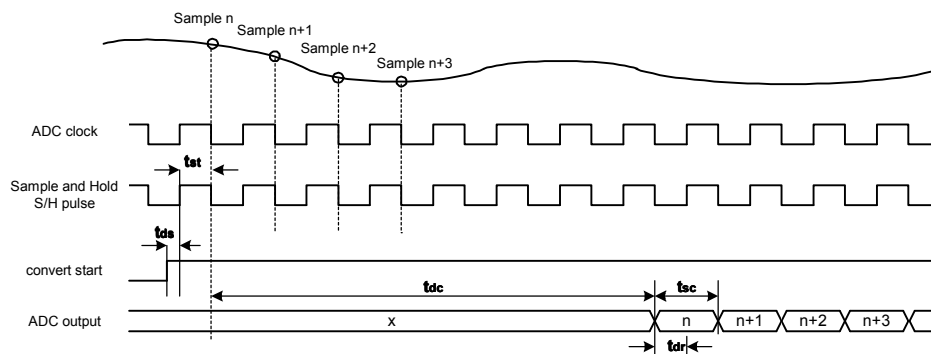 Sample n
Sample n+1
Sample n+2
Sample n+3
ADC clock
tst
Sample and Hold
S/H pulse
tds
convert start
tdc
tsc
ADC output
x
n
n+1
n+2
n+3
tdr